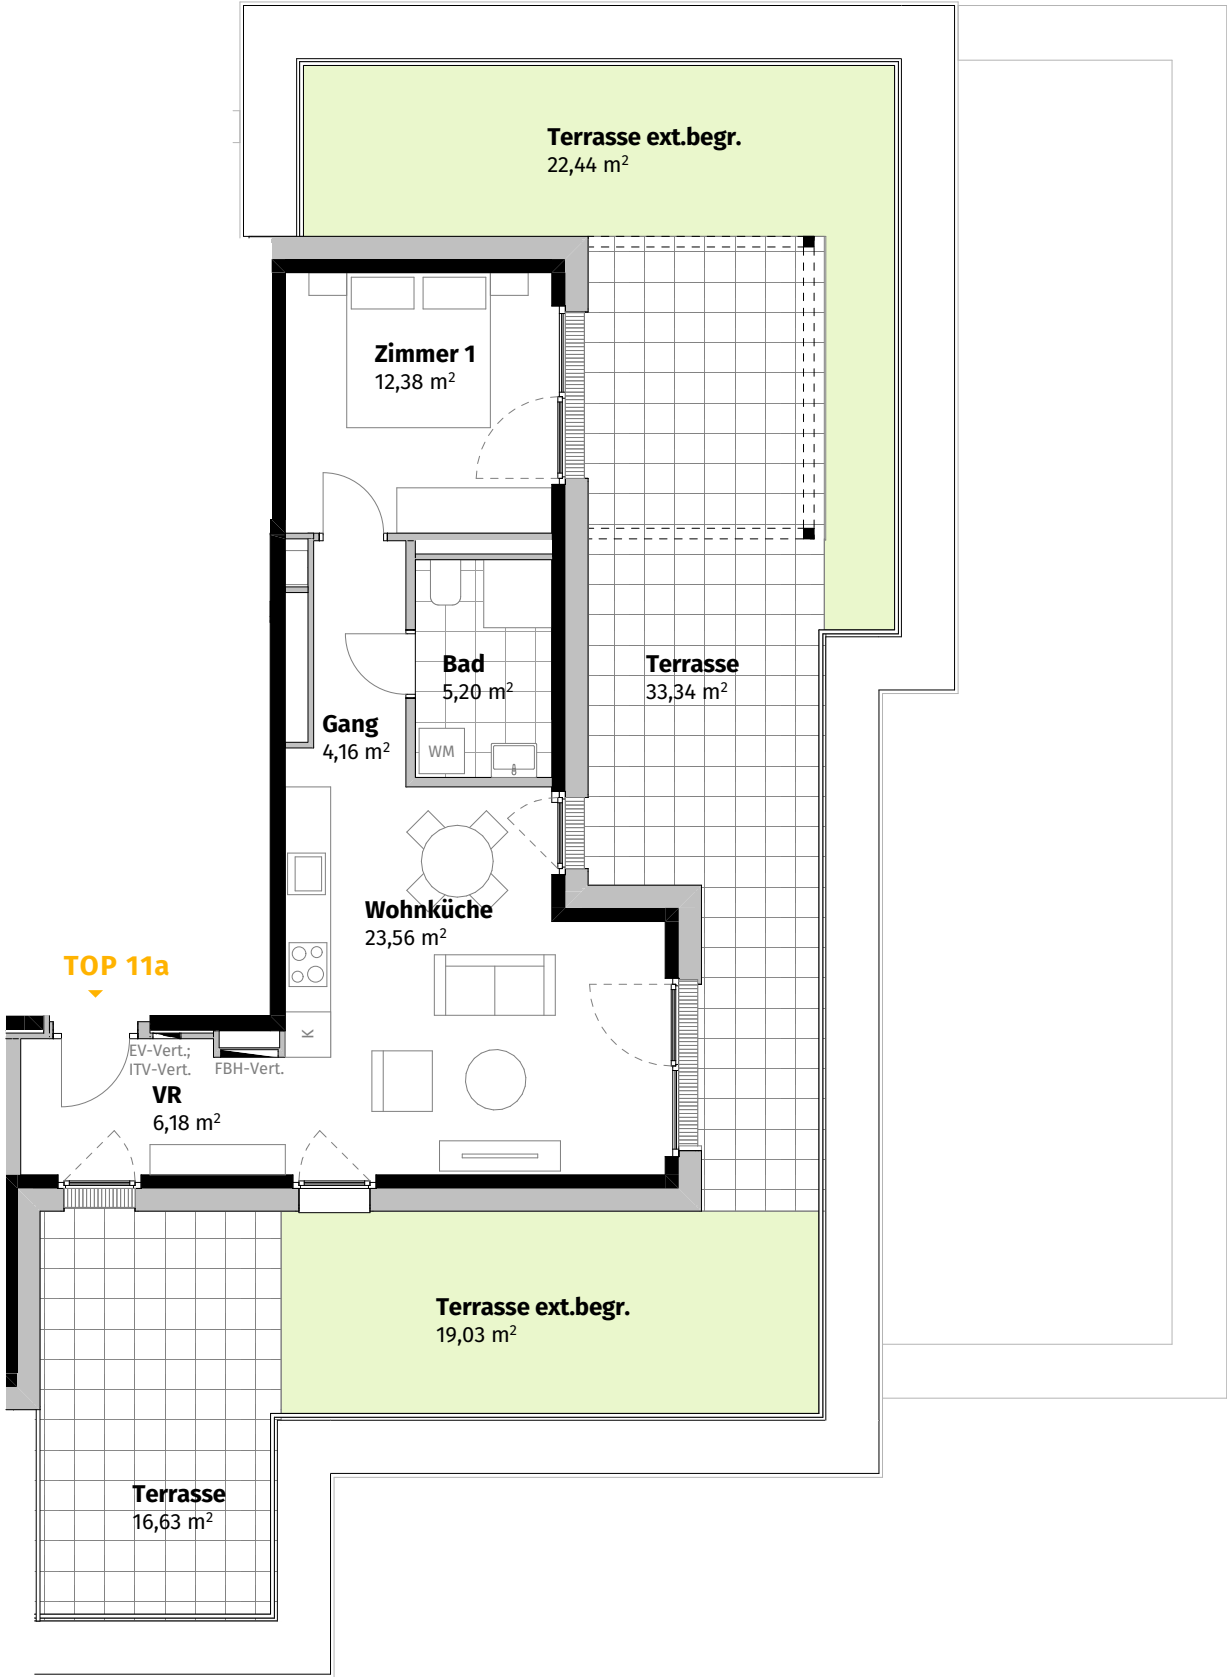 Terrasse ext.begr.
22,44 m²
Zimmer 1
12,38 m²
Bad
5,20 m²
Terrasse
33,34 m²
Gang
4,16 m²
WM
Wohnküche
23,56 m²
TOP 11a
K
EV-Vert.;
ITV-Vert.
FBH-Vert.
VR
6,18 m²
Terrasse ext.begr.
19,03 m²
Terrasse
16,63 m²